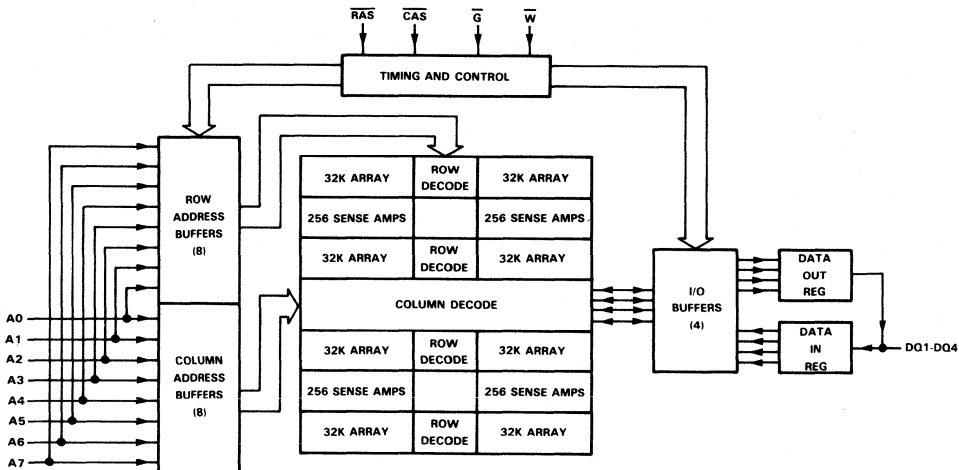 RAS CAS G W
TIMING AND CONTROL
ROW
ADDRESS
BUFFERS
(8)
32K ARRAY ROW DECODE 32K ARRAY
256 SENSE AMPS 256 SENSE AMPS
32K ARRAY ROW DECODE 32K ARRAY
COLUMN DECODE
32K ARRAY ROW DECODE 32K ARRAY
256 SENSE AMPS 256 SENSE AMPS
32K ARRAY ROW DECODE 32K ARRAY
I/O
BUFFERS
(4)
DATA
OUT
REG
DATA
IN
REG
DQ1-DQ4
A0
A1
A2
A3
A4
A5
A6
A7
COLUMN
ADDRESS
BUFFERS
(8)